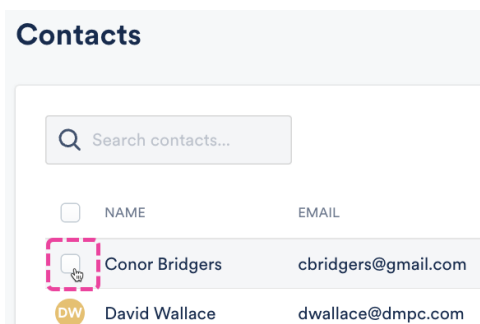 Contacts
Search contacts...
NAME EMAIL
Conor Bridgers cbridgers@gmail.com
DW David Wallace dwallace@dmpc.com